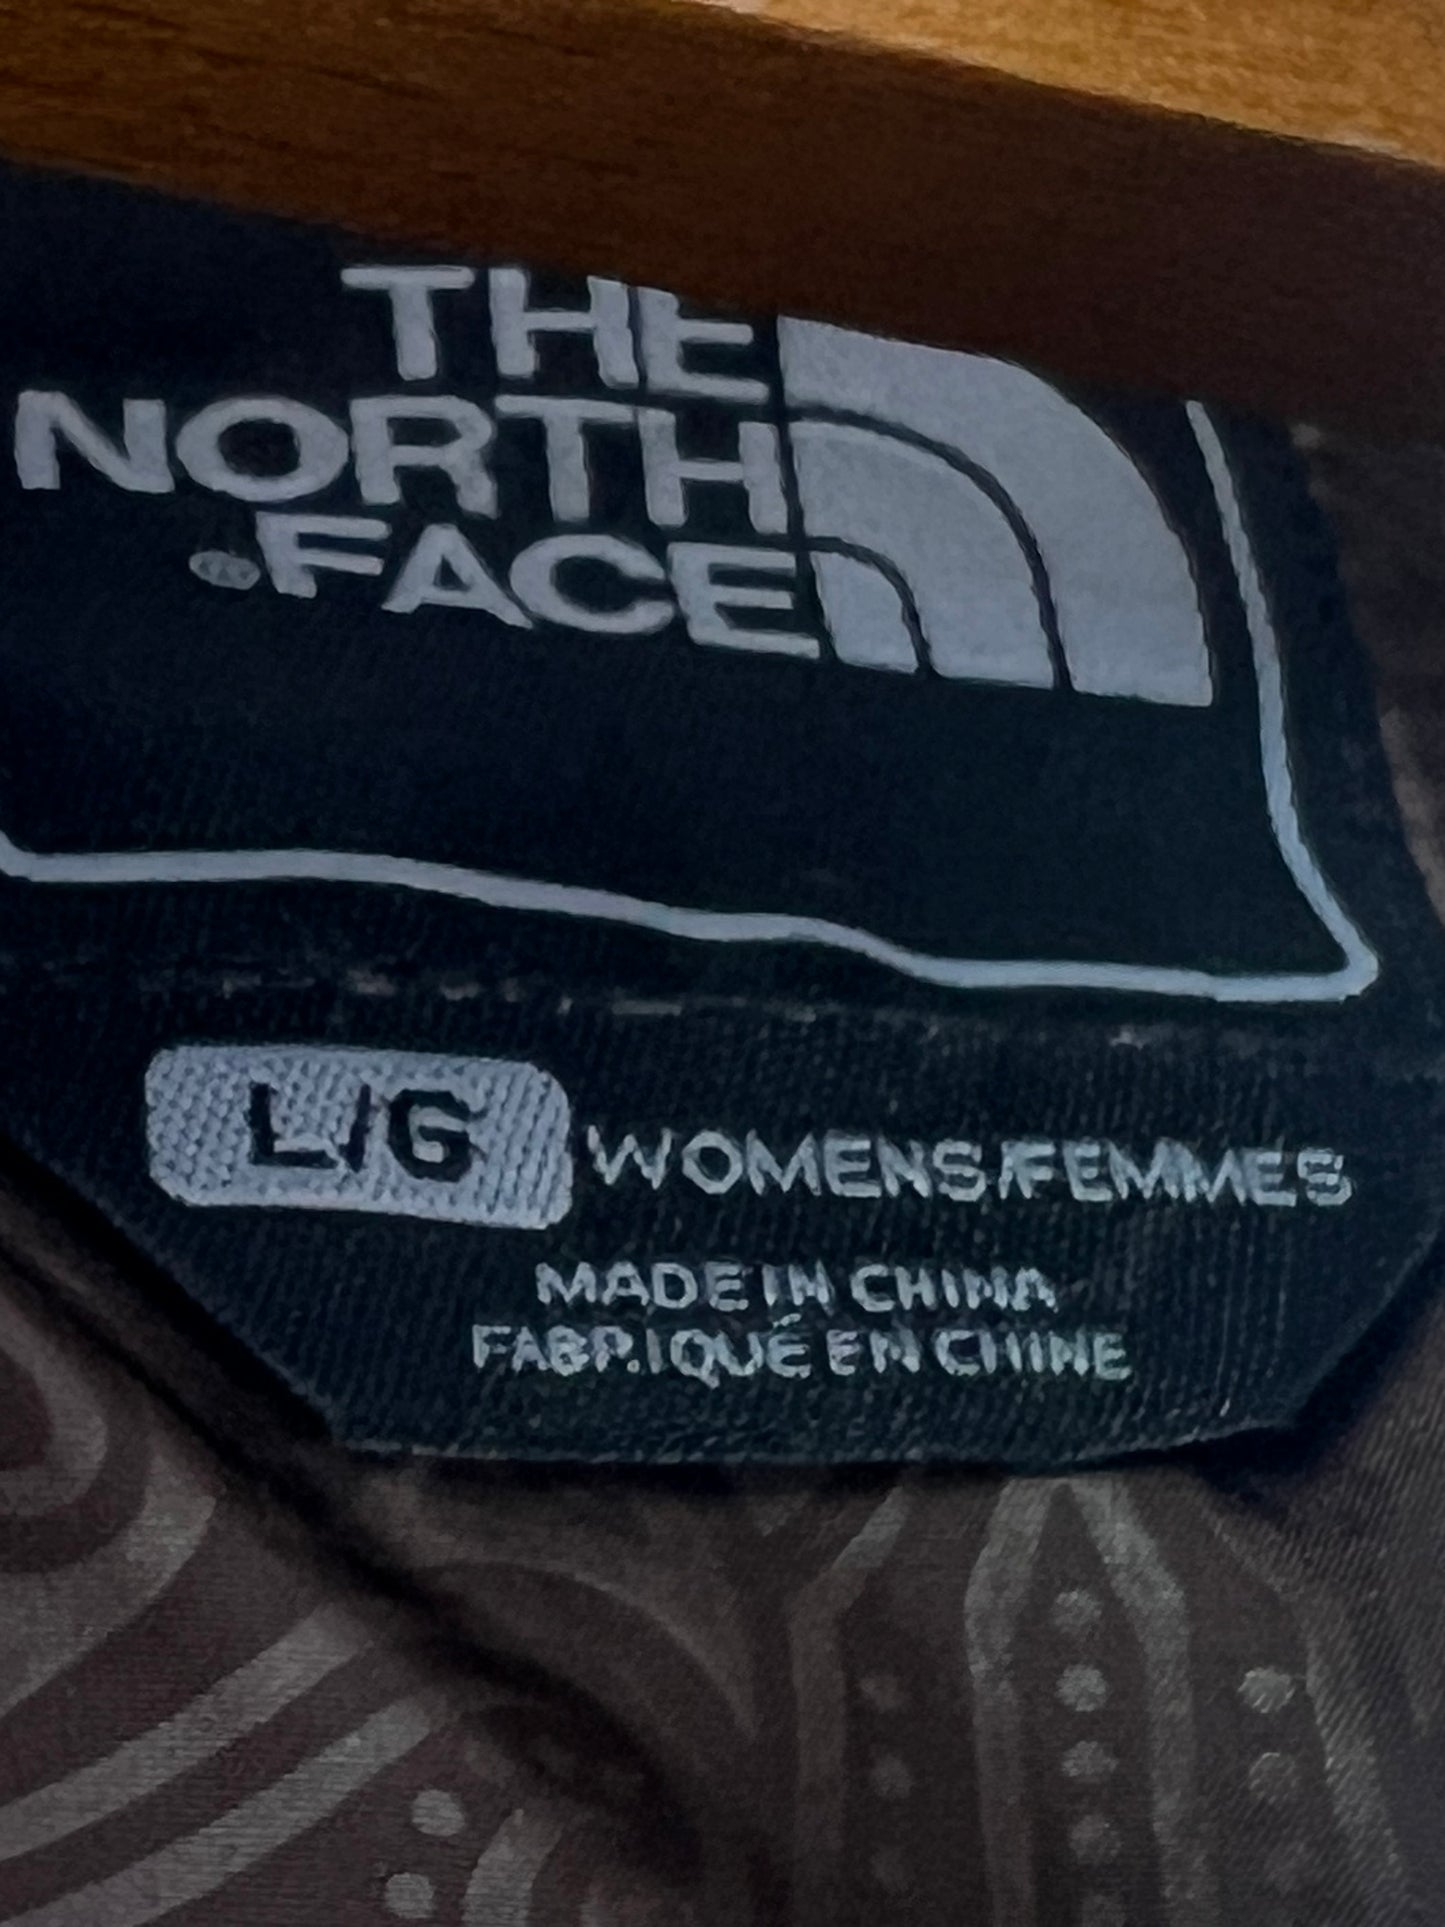 THE
NORTH
FACE
L/G WOMENS/FEMMES
MADE IN CHINA
FABRIQUÉ EN CHINE